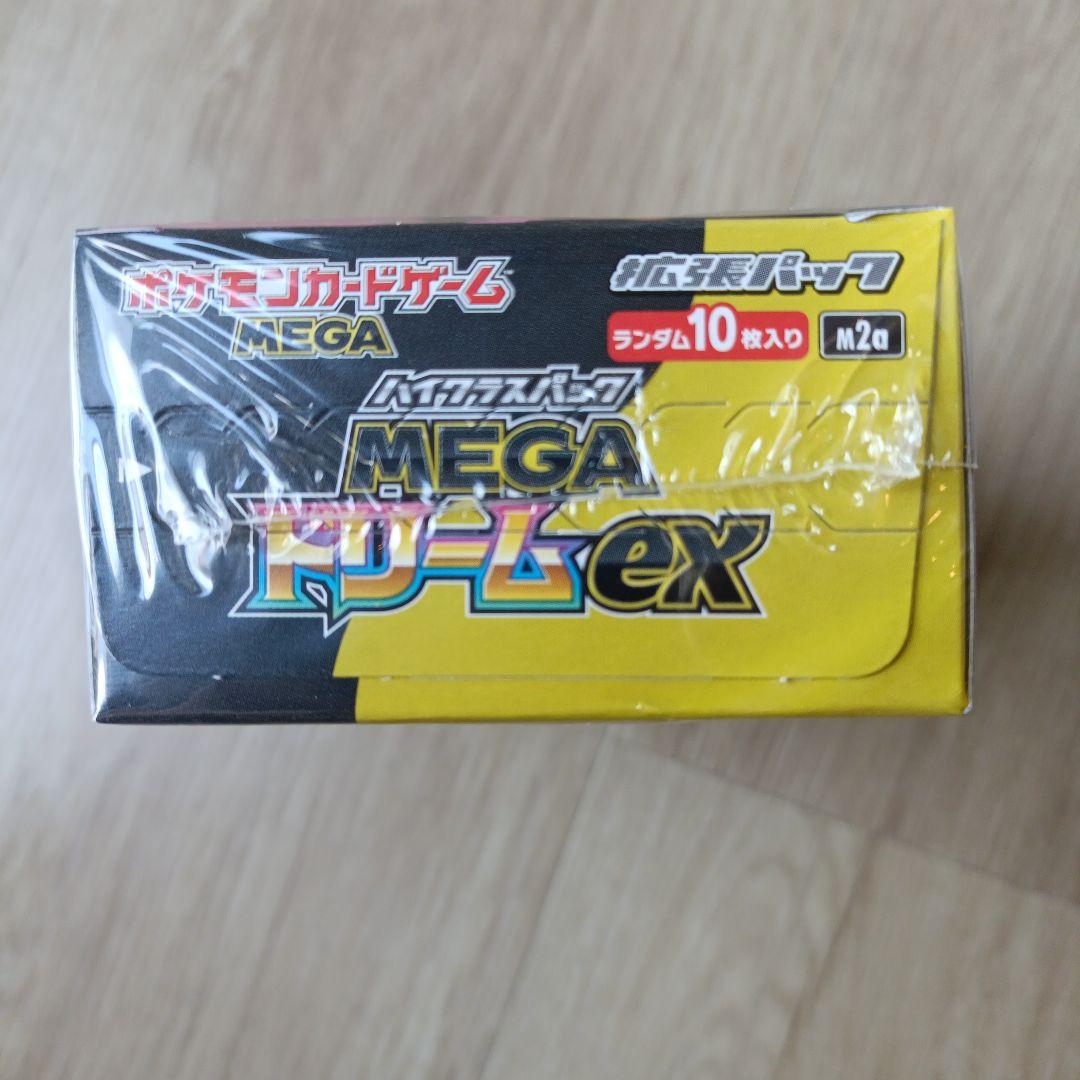 ポケモンカードゲーム™
MEGA
拡張パック
ランダム10枚入り
M2a
ハイクラスパック
MEGA
ドリームex